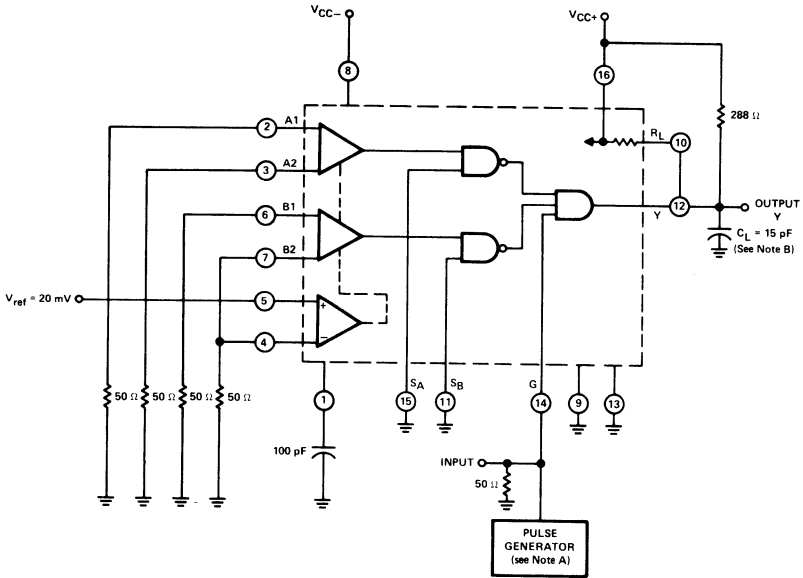 VCC−
VCC+
8
16
2
A1
RL
10
288 Ω
3
A2
6
B1
Y
12
OUTPUT
Y
CL = 15 pF
(See Note B)
7
B2
Vref = 20 mV
5
+
4
−
50 Ω
50 Ω
50 Ω
50 Ω
1
SA
15
SB
11
G
14
9
13
100 pF
INPUT
50 Ω
PULSE
GENERATOR
(see Note A)